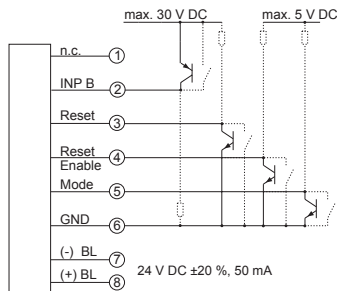 max. 30 V DC
max. 5 V DC
n.c.
1
INP B
2
Reset
3
Reset
Enable
4
Mode
5
GND
6
(-) BL
7
24 V DC ±20 %, 50 mA
(+) BL
8